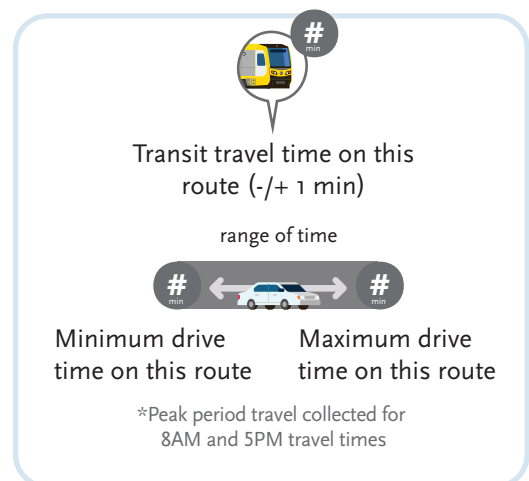 #
min
Transit travel time on this
route (-/+ 1 min)
range of time
# #
min min
Minimum drive Maximum drive
time on this route time on this route
*Peak period travel collected for
8AM and 5PM travel times